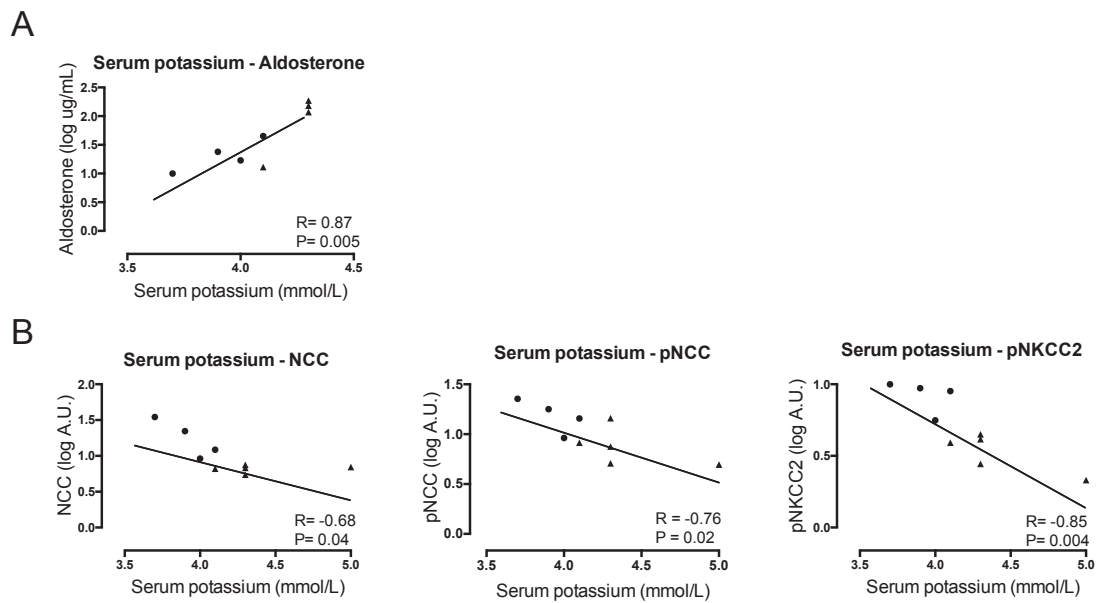 A
Serum potassium - Aldosterone
Aldosterone (log ug/mL)
2.5
2.0
1.5
1.0
0.5
0.0
R= 0.87
P= 0.005
3.5 4.0 4.5
Serum potassium (mmol/L)
B
Serum potassium - NCC
NCC (log A.U.)
2.0
1.5
1.0
0.5
0.0
R= -0.68
P= 0.04
3.5 4.0 4.5 5.0
Serum potassium (mmol/L)
Serum potassium - pNCC
pNCC (log A.U.)
1.5
1.0
0.5
0.0
R = -0.76
P = 0.02
3.5 4.0 4.5 5.0
Serum potassium (mmol/L)
Serum potassium - pNKCC2
pNKCC2 (log A.U.)
1.0
0.5
0.0
R= -0.85
P= 0.004
3.5 4.0 4.5 5.0
Serum potassium (mmol/L)